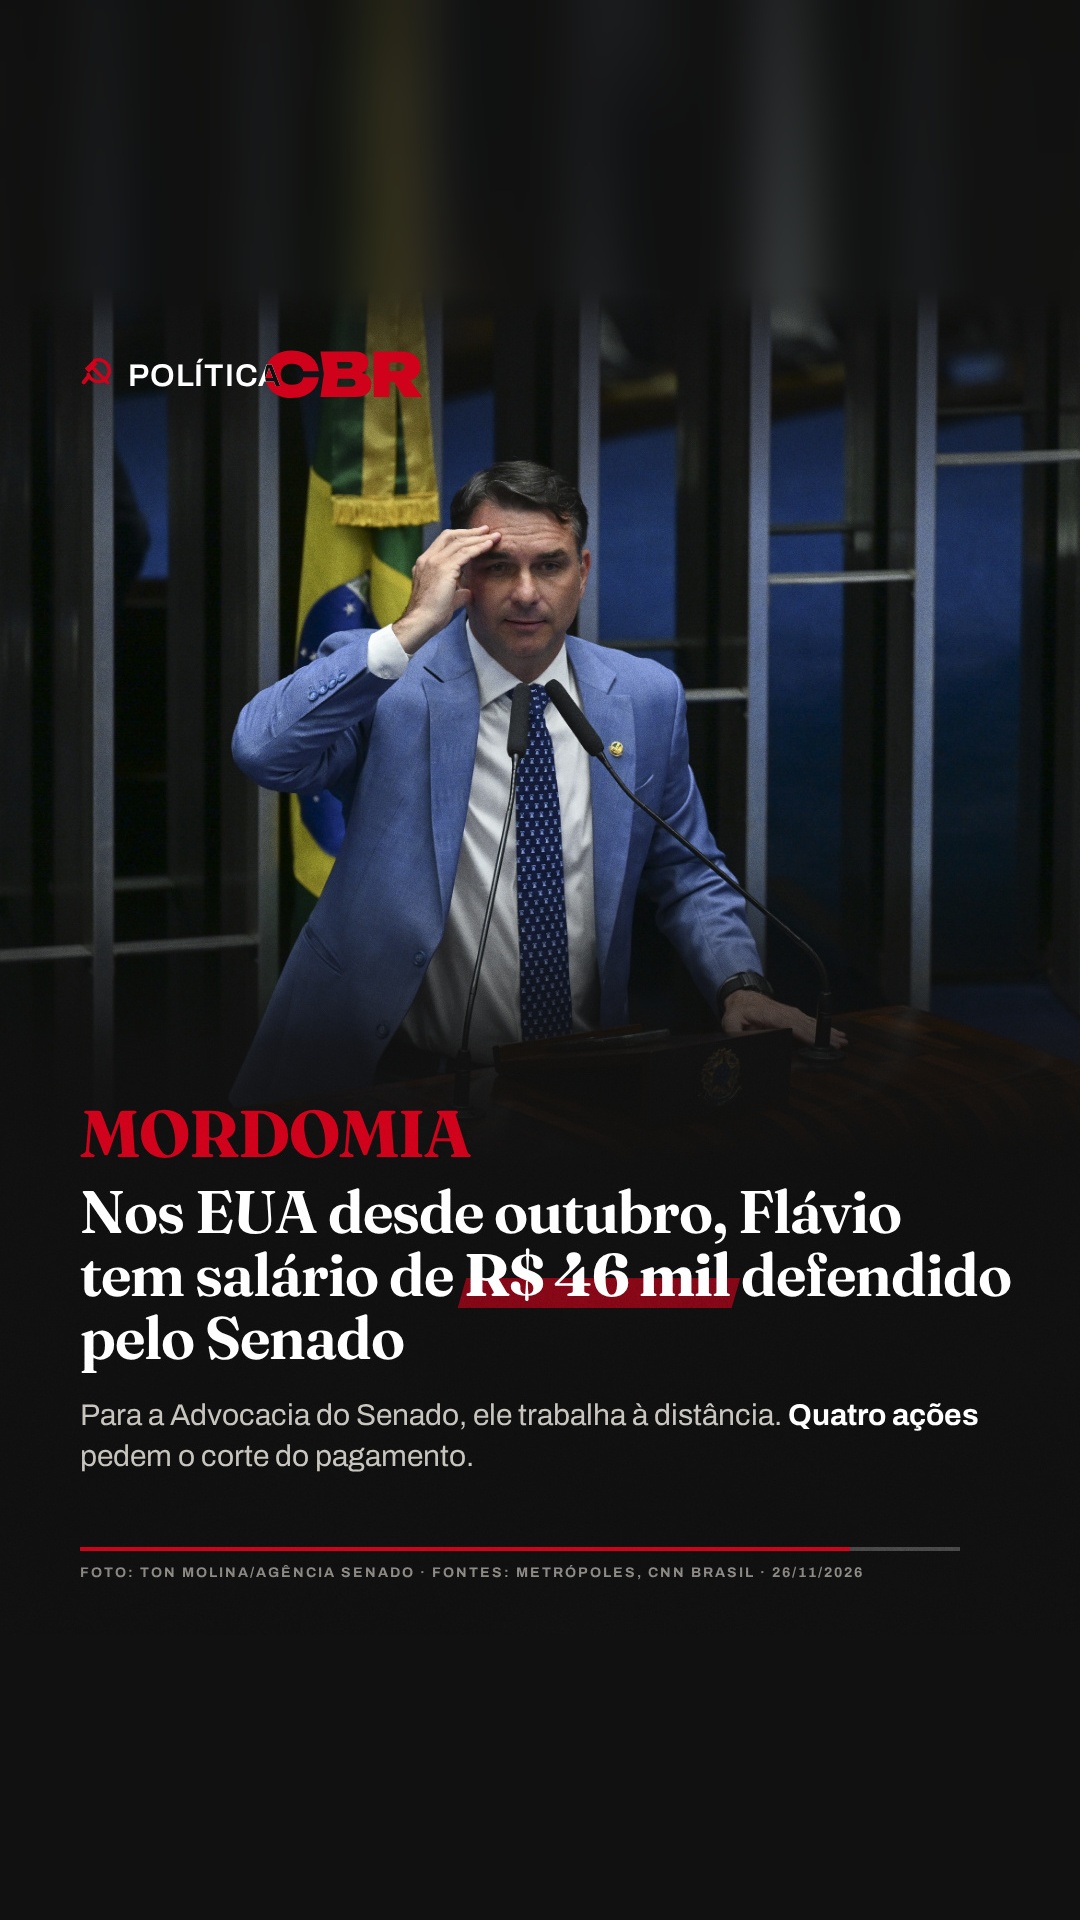 POLÍTICA CBR
MORDOMIA
Nos EUA desde outubro, Flávio
tem salário de R$ 46 mil defendido
pelo Senado
Para a Advocacia do Senado, ele trabalha à distância. Quatro ações
pedem o corte do pagamento.
FOTO: TON MOLINA/AGÊNCIA SENADO · FONTES: METRÓPOLES, CNN BRASIL · 26/11/2026